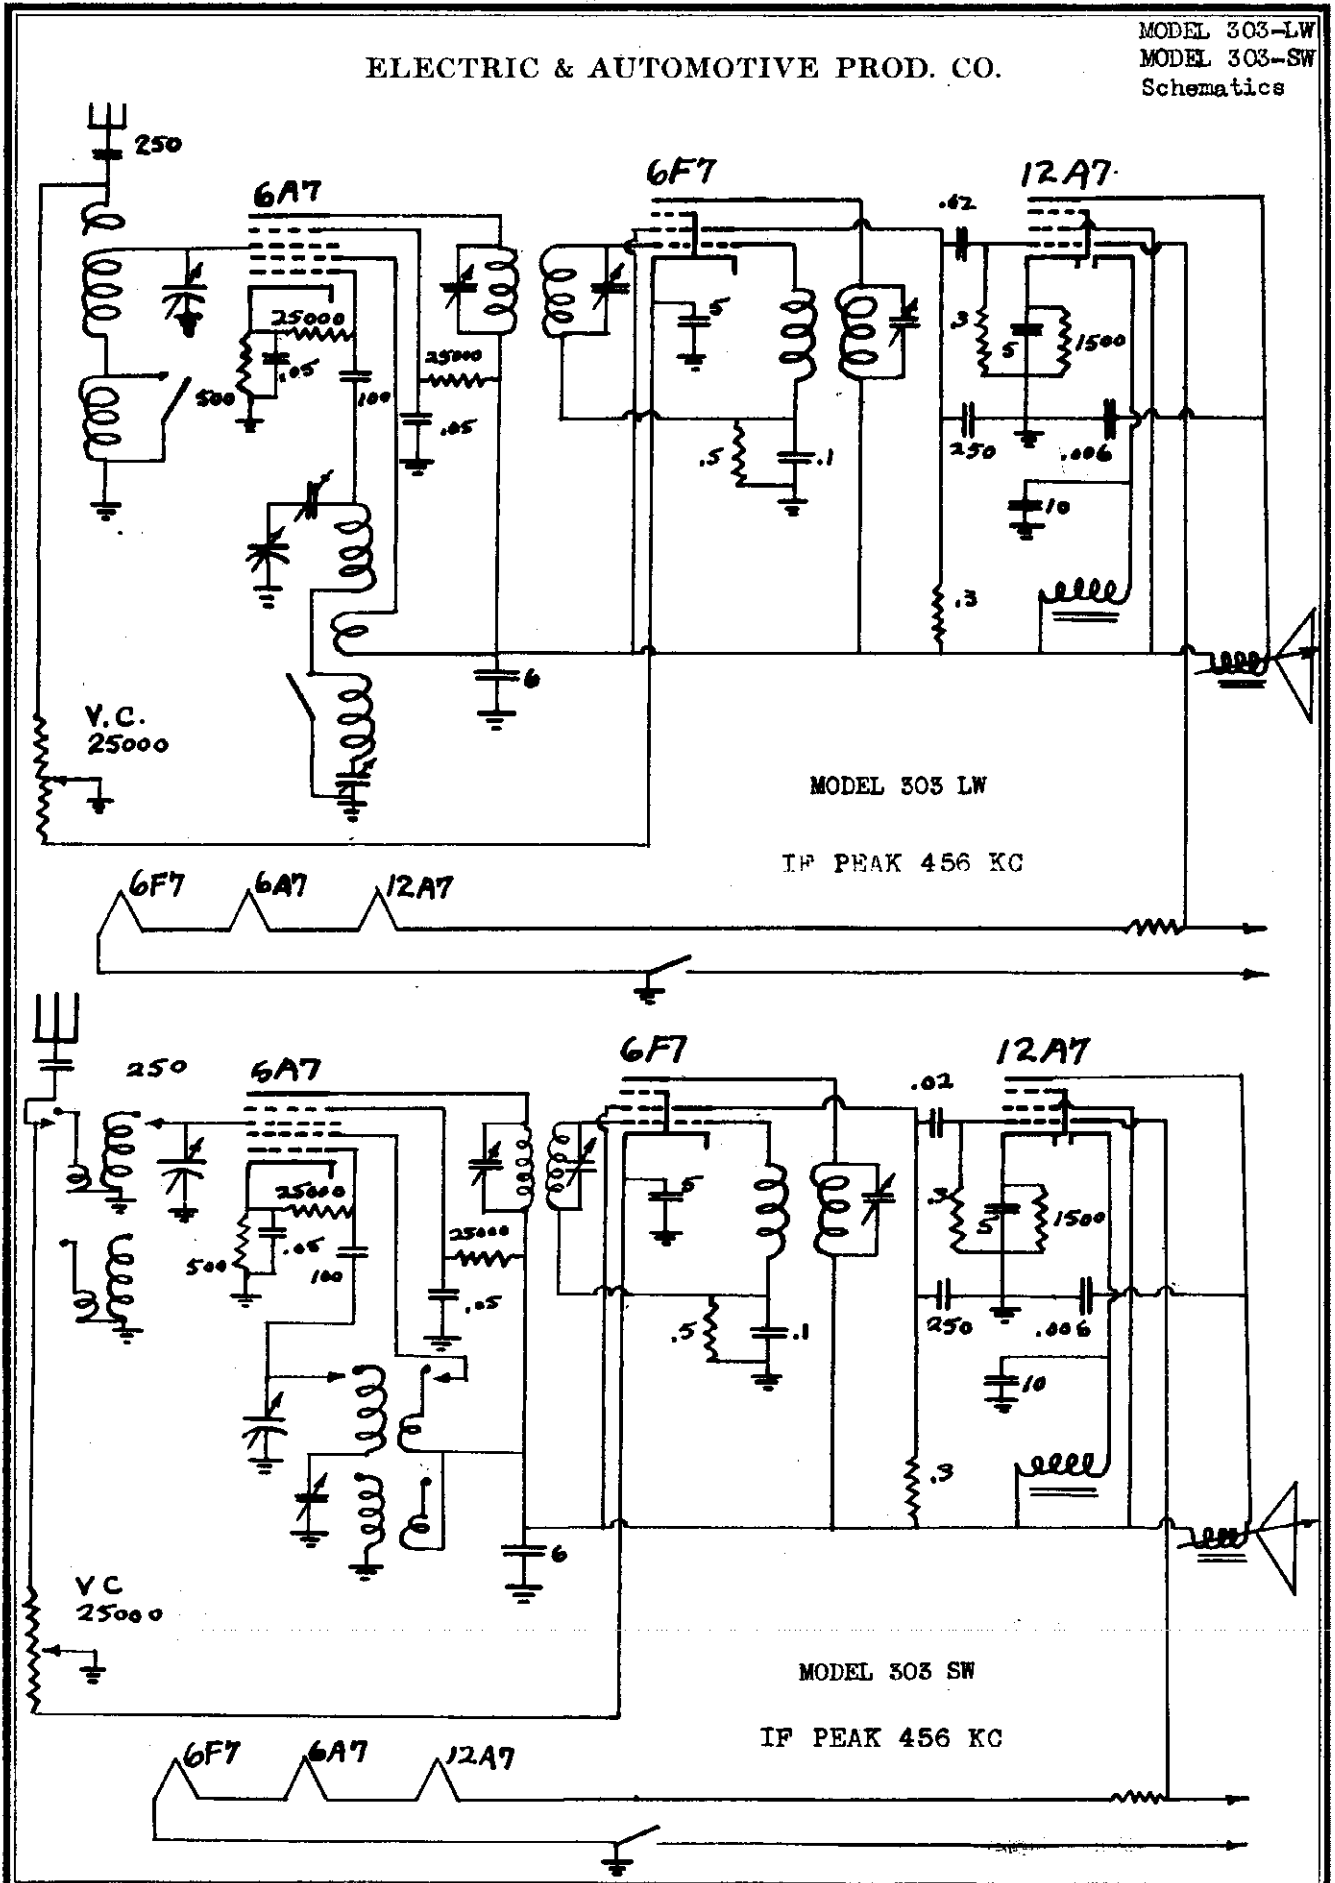 MODEL 303-LW
MODEL 303-SW
Schematics
ELECTRIC & AUTOMOTIVE PROD. CO.
250
6A7
6F7
12A7
.02
25000
.05
500
100
25000
.05
5
.5
.1
.3
5
1500
250
.006
10
.3
6
V.C.
25000
MODEL 303 LW
IF PEAK 456 KC
6F7
6A7
12A7
250
6A7
6F7
12A7
.02
25000
.05
500
100
25000
.05
5
.5
.1
.3
5
1500
250
.006
10
.3
6
VC
25000
MODEL 303 SW
IF PEAK 456 KC
6F7
6A7
12A7